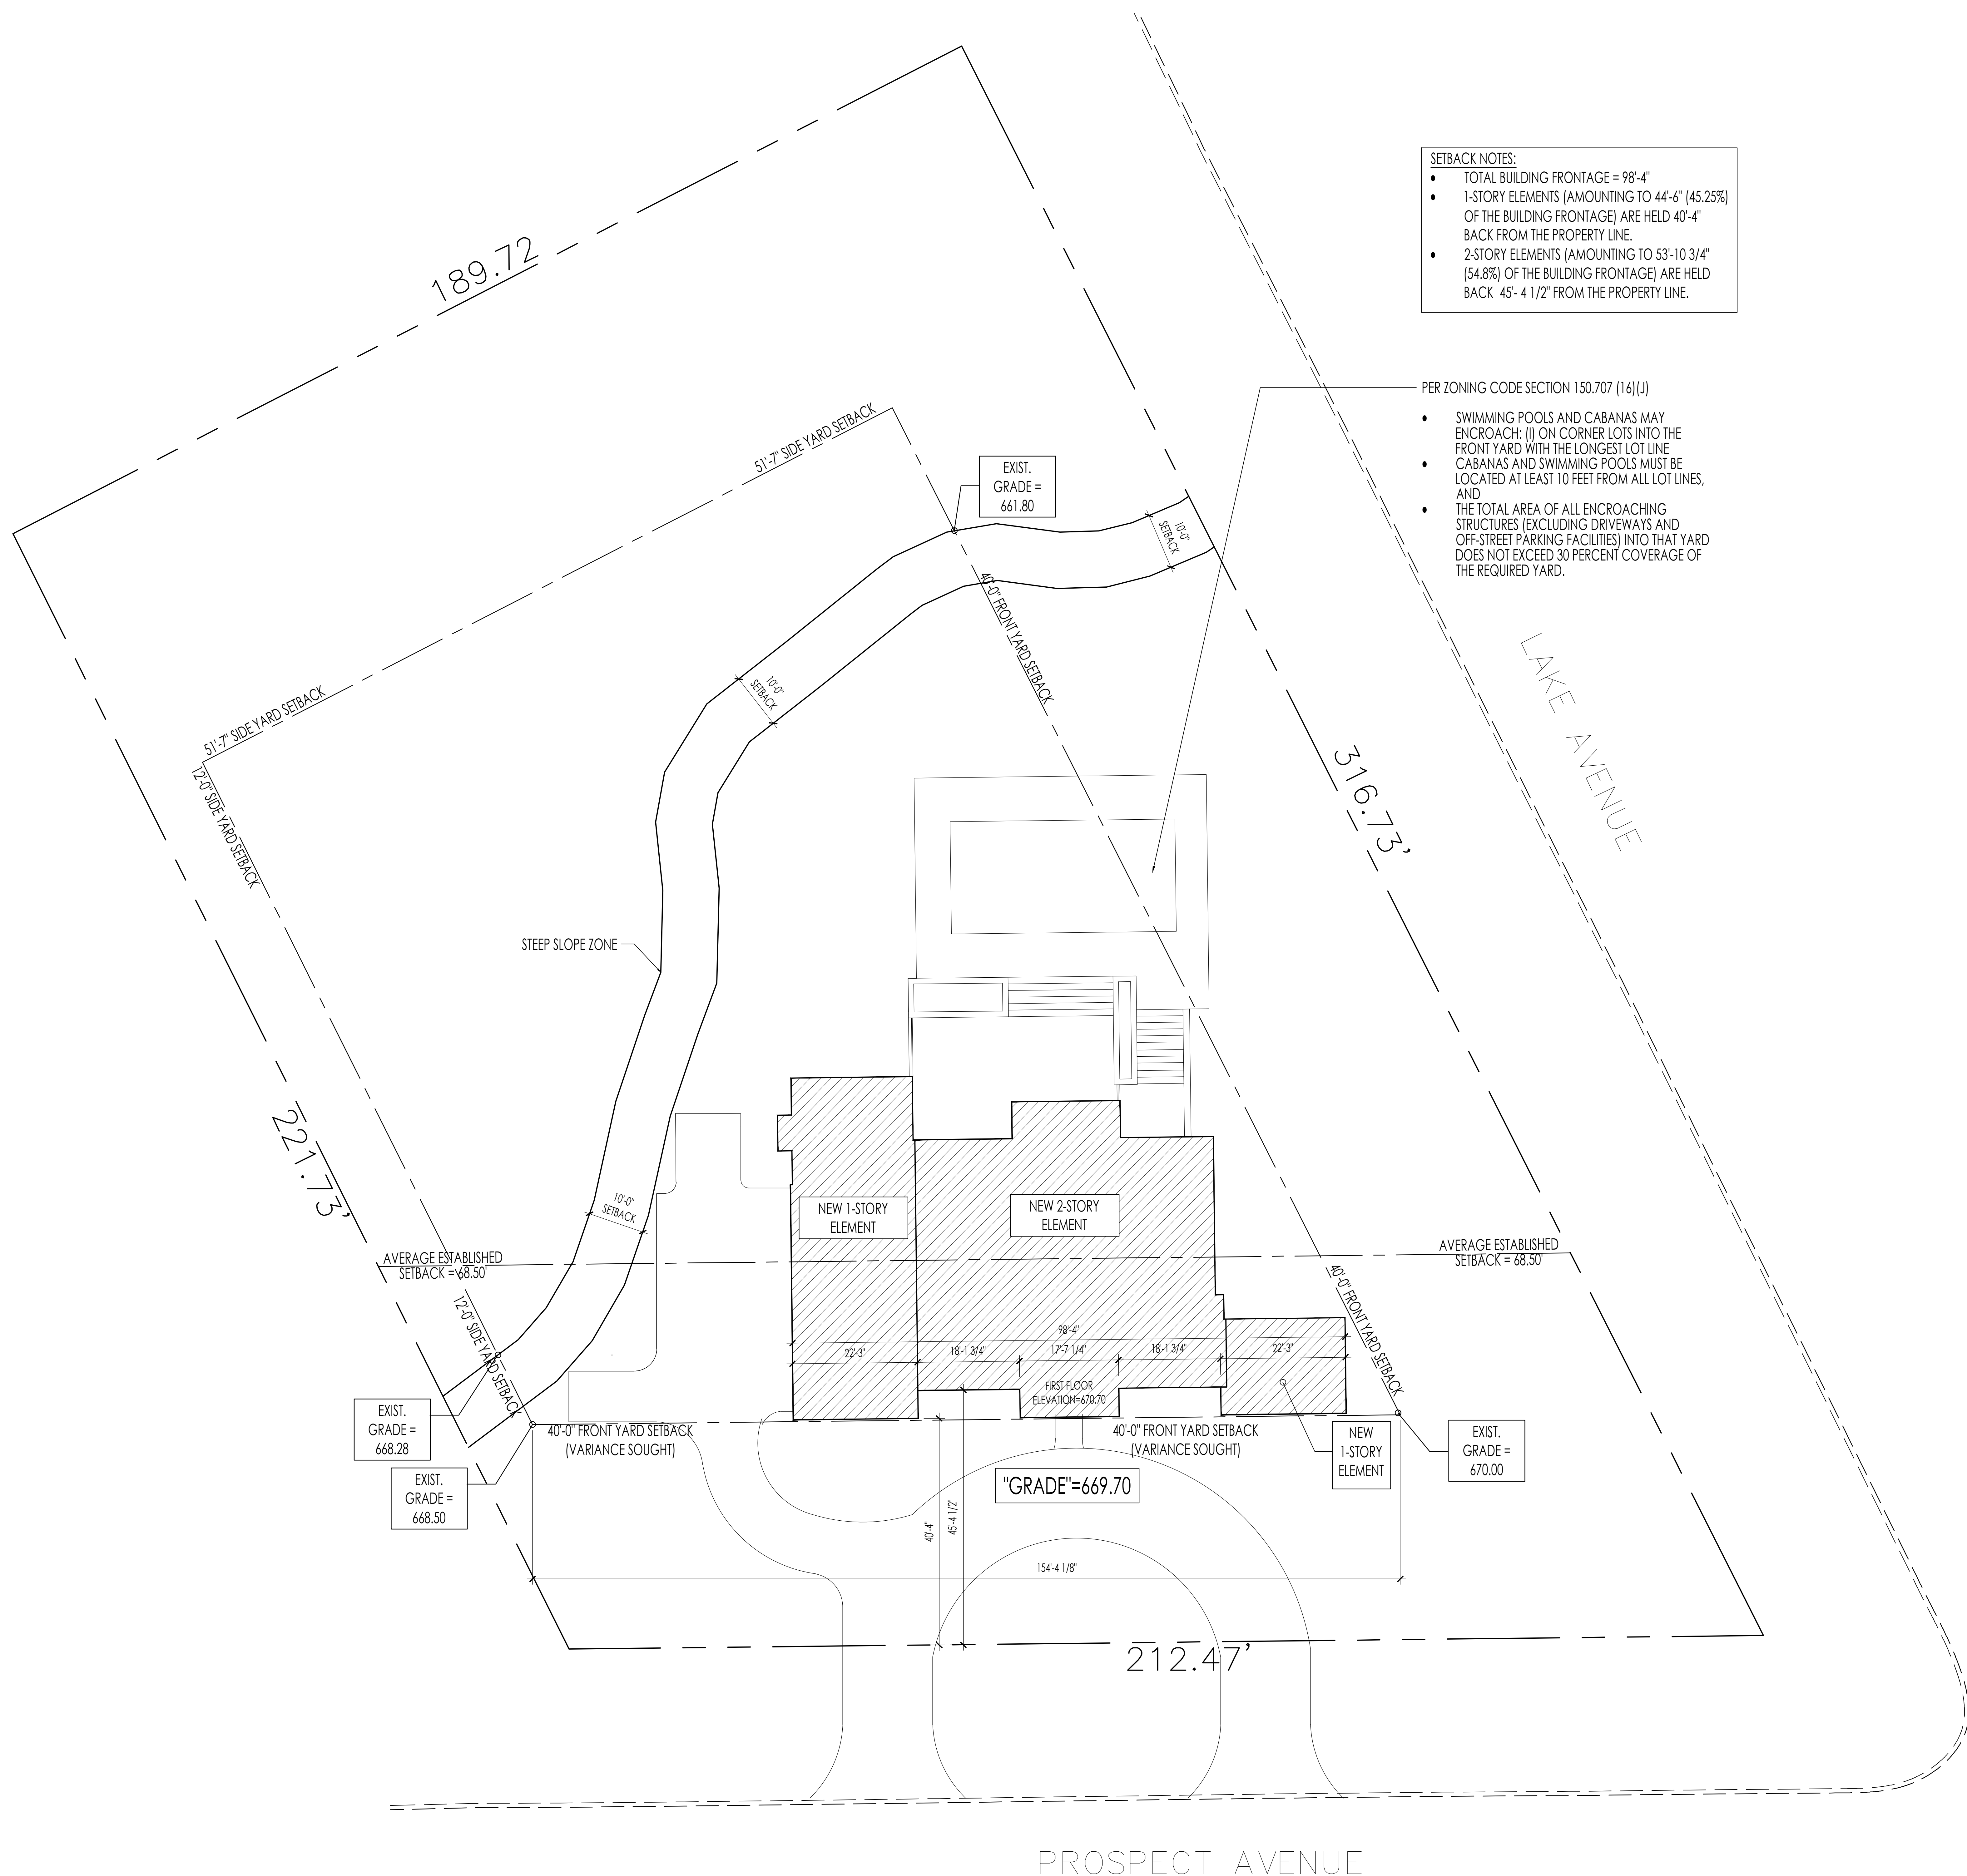 189.72
SETBACK NOTES:
• TOTAL BUILDING FRONTAGE = 98'-4"
• 1-STORY ELEMENTS (AMOUNTING TO 44'-6" (45.25%)
OF THE BUILDING FRONTAGE) ARE HELD 40'-4"
BACK FROM THE PROPERTY LINE.
• 2-STORY ELEMENTS (AMOUNTING TO 53'-10 3/4"
(54.8%) OF THE BUILDING FRONTAGE) ARE HELD
BACK 45'- 4 1/2" FROM THE PROPERTY LINE.
PER ZONING CODE SECTION 150.707 (16)(J)
• SWIMMING POOLS AND CABANAS MAY
ENCROACH: (I) ON CORNER LOTS INTO THE
FRONT YARD WITH THE LONGEST LOT LINE
• CABANAS AND SWIMMING POOLS MUST BE
LOCATED AT LEAST 10 FEET FROM ALL LOT LINES,
AND
• THE TOTAL AREA OF ALL ENCROACHING
STRUCTURES (EXCLUDING DRIVEWAYS AND
OFF-STREET PARKING FACILITIES) INTO THAT YARD
DOES NOT EXCEED 30 PERCENT COVERAGE OF
THE REQUIRED YARD.
51'-7" SIDE YARD SETBACK
EXIST.
GRADE =
661.80
10'-0"
SETBACK
40'-0" FRONT YARD SETBACK
10'-0"
SETBACK
51'-7" SIDE YARD SETBACK
12'-0" SIDE YARD SETBACK
LAKE AVENUE
316.73'
STEEP SLOPE ZONE
221.73'
10'-0"
SETBACK
NEW 1-STORY
ELEMENT
NEW 2-STORY
ELEMENT
AVERAGE ESTABLISHED
SETBACK = 68.50'
AVERAGE ESTABLISHED
SETBACK = 68.50'
12'-0" SIDE YARD SETBACK
40'-0" FRONT YARD SETBACK
98'-4"
22'-3"
18'-1 3/4"
17'-7 1/4"
18'-1 3/4"
22'-3"
FIRST FLOOR
ELEVATION=670.70
EXIST.
GRADE =
668.28
EXIST.
GRADE =
668.50
40'-0" FRONT YARD SETBACK
(VARIANCE SOUGHT)
40'-0" FRONT YARD SETBACK
(VARIANCE SOUGHT)
NEW
1-STORY
ELEMENT
EXIST.
GRADE =
670.00
"GRADE"=669.70
40'-4"
45'-4 1/2"
154'-4 1/8"
212.47'
PROSPECT AVENUE